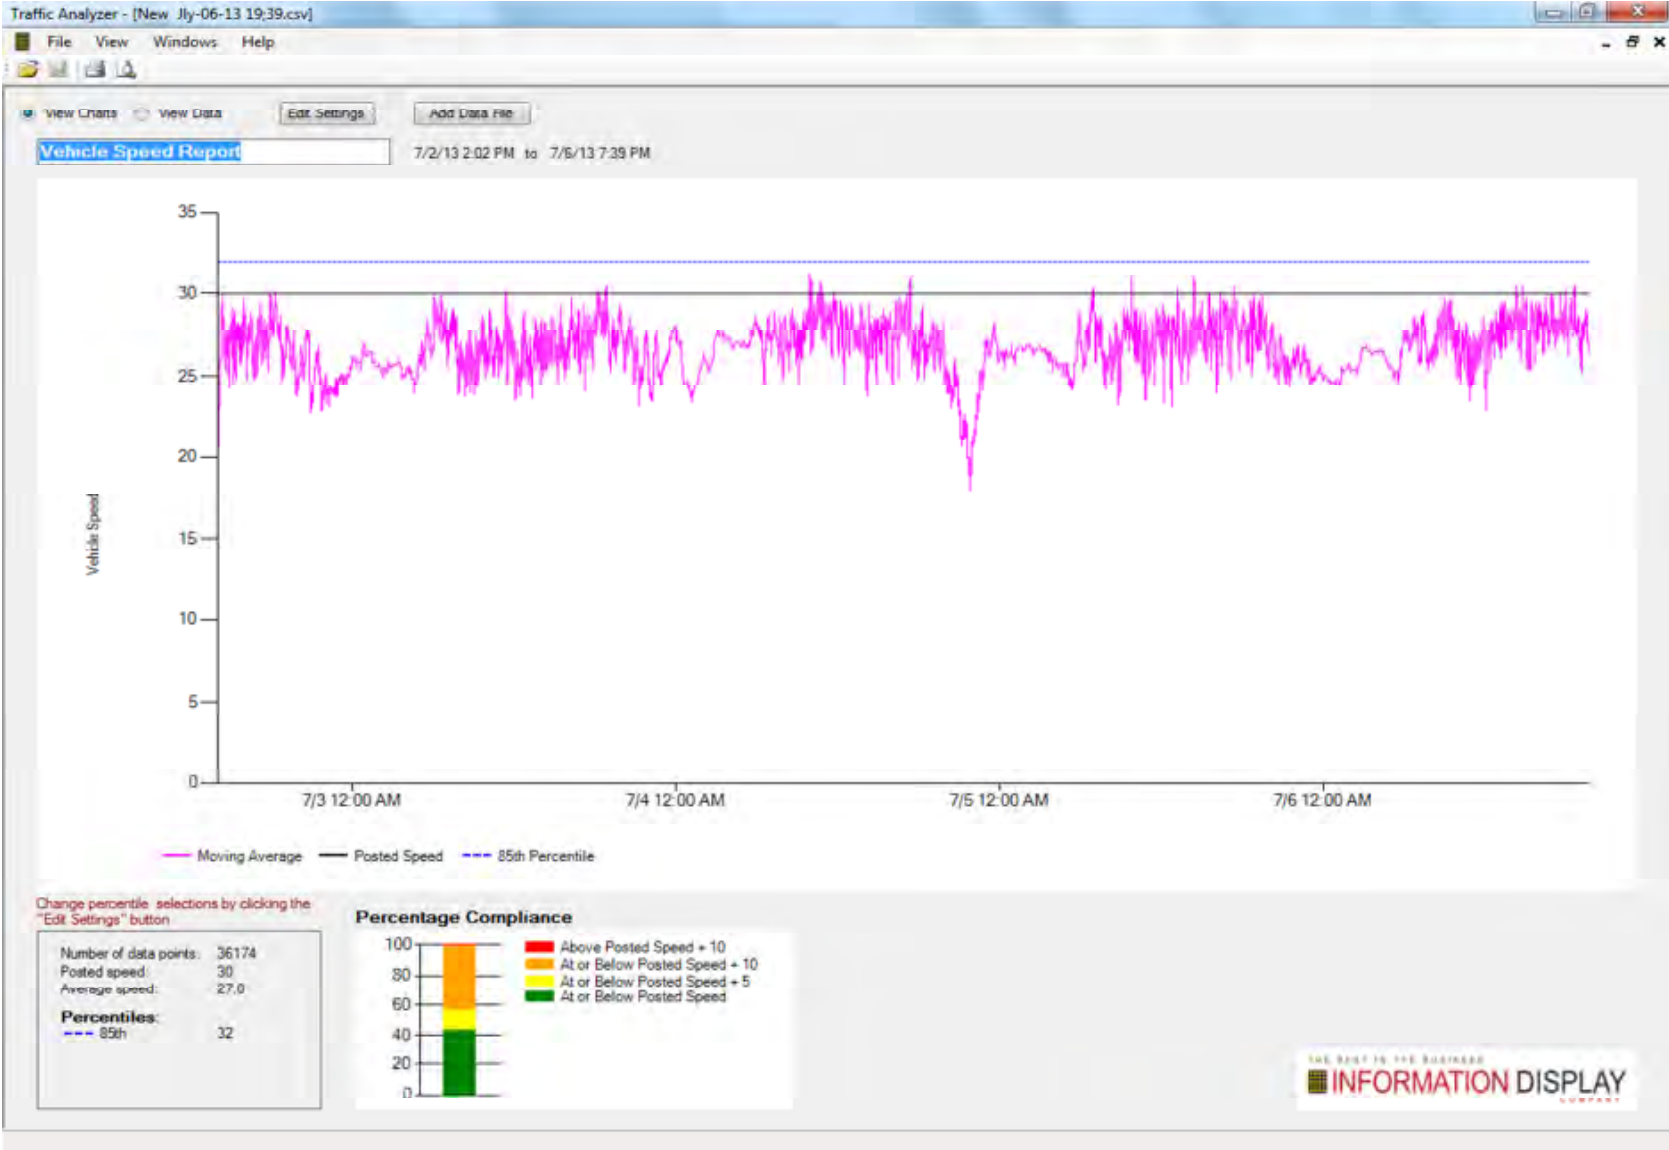 Traffic Analyzer - [New Jly-06-13 19;39.csv]
File View Windows Help
View Charts View Data Edit Settings Add Data File
Vehicle Speed Report 7/2/13 2:02 PM to 7/6/13 7:39 PM
35
30
25
20
15
10
5
0
Vehicle Speed
7/3 12:00 AM 7/4 12:00 AM 7/5 12:00 AM 7/6 12:00 AM
Moving Average Posted Speed 85th Percentile
Change percentile selections by clicking the
"Edit Settings" button
Number of data points: 36174
Posted speed: 30
Average speed: 27.0
Percentiles:
85th 32
Percentage Compliance
100
80
60
40
20
0
Above Posted Speed + 10
At or Below Posted Speed + 10
At or Below Posted Speed + 5
At or Below Posted Speed
THE BEST IN THE BUSINESS
INFORMATION DISPLAY
COMPANY